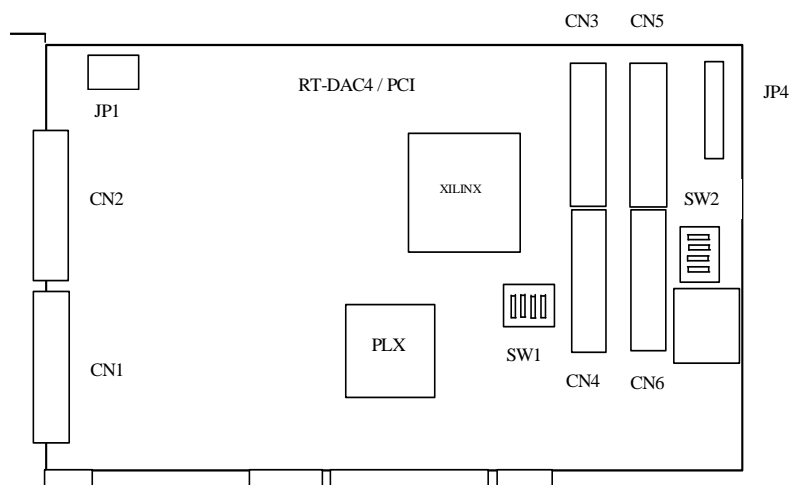 CN3 CN5
RT-DAC4 / PCI
JP4
JP1
XILINX
CN2
SW2
PLX
SW1
CN1
CN4 CN6